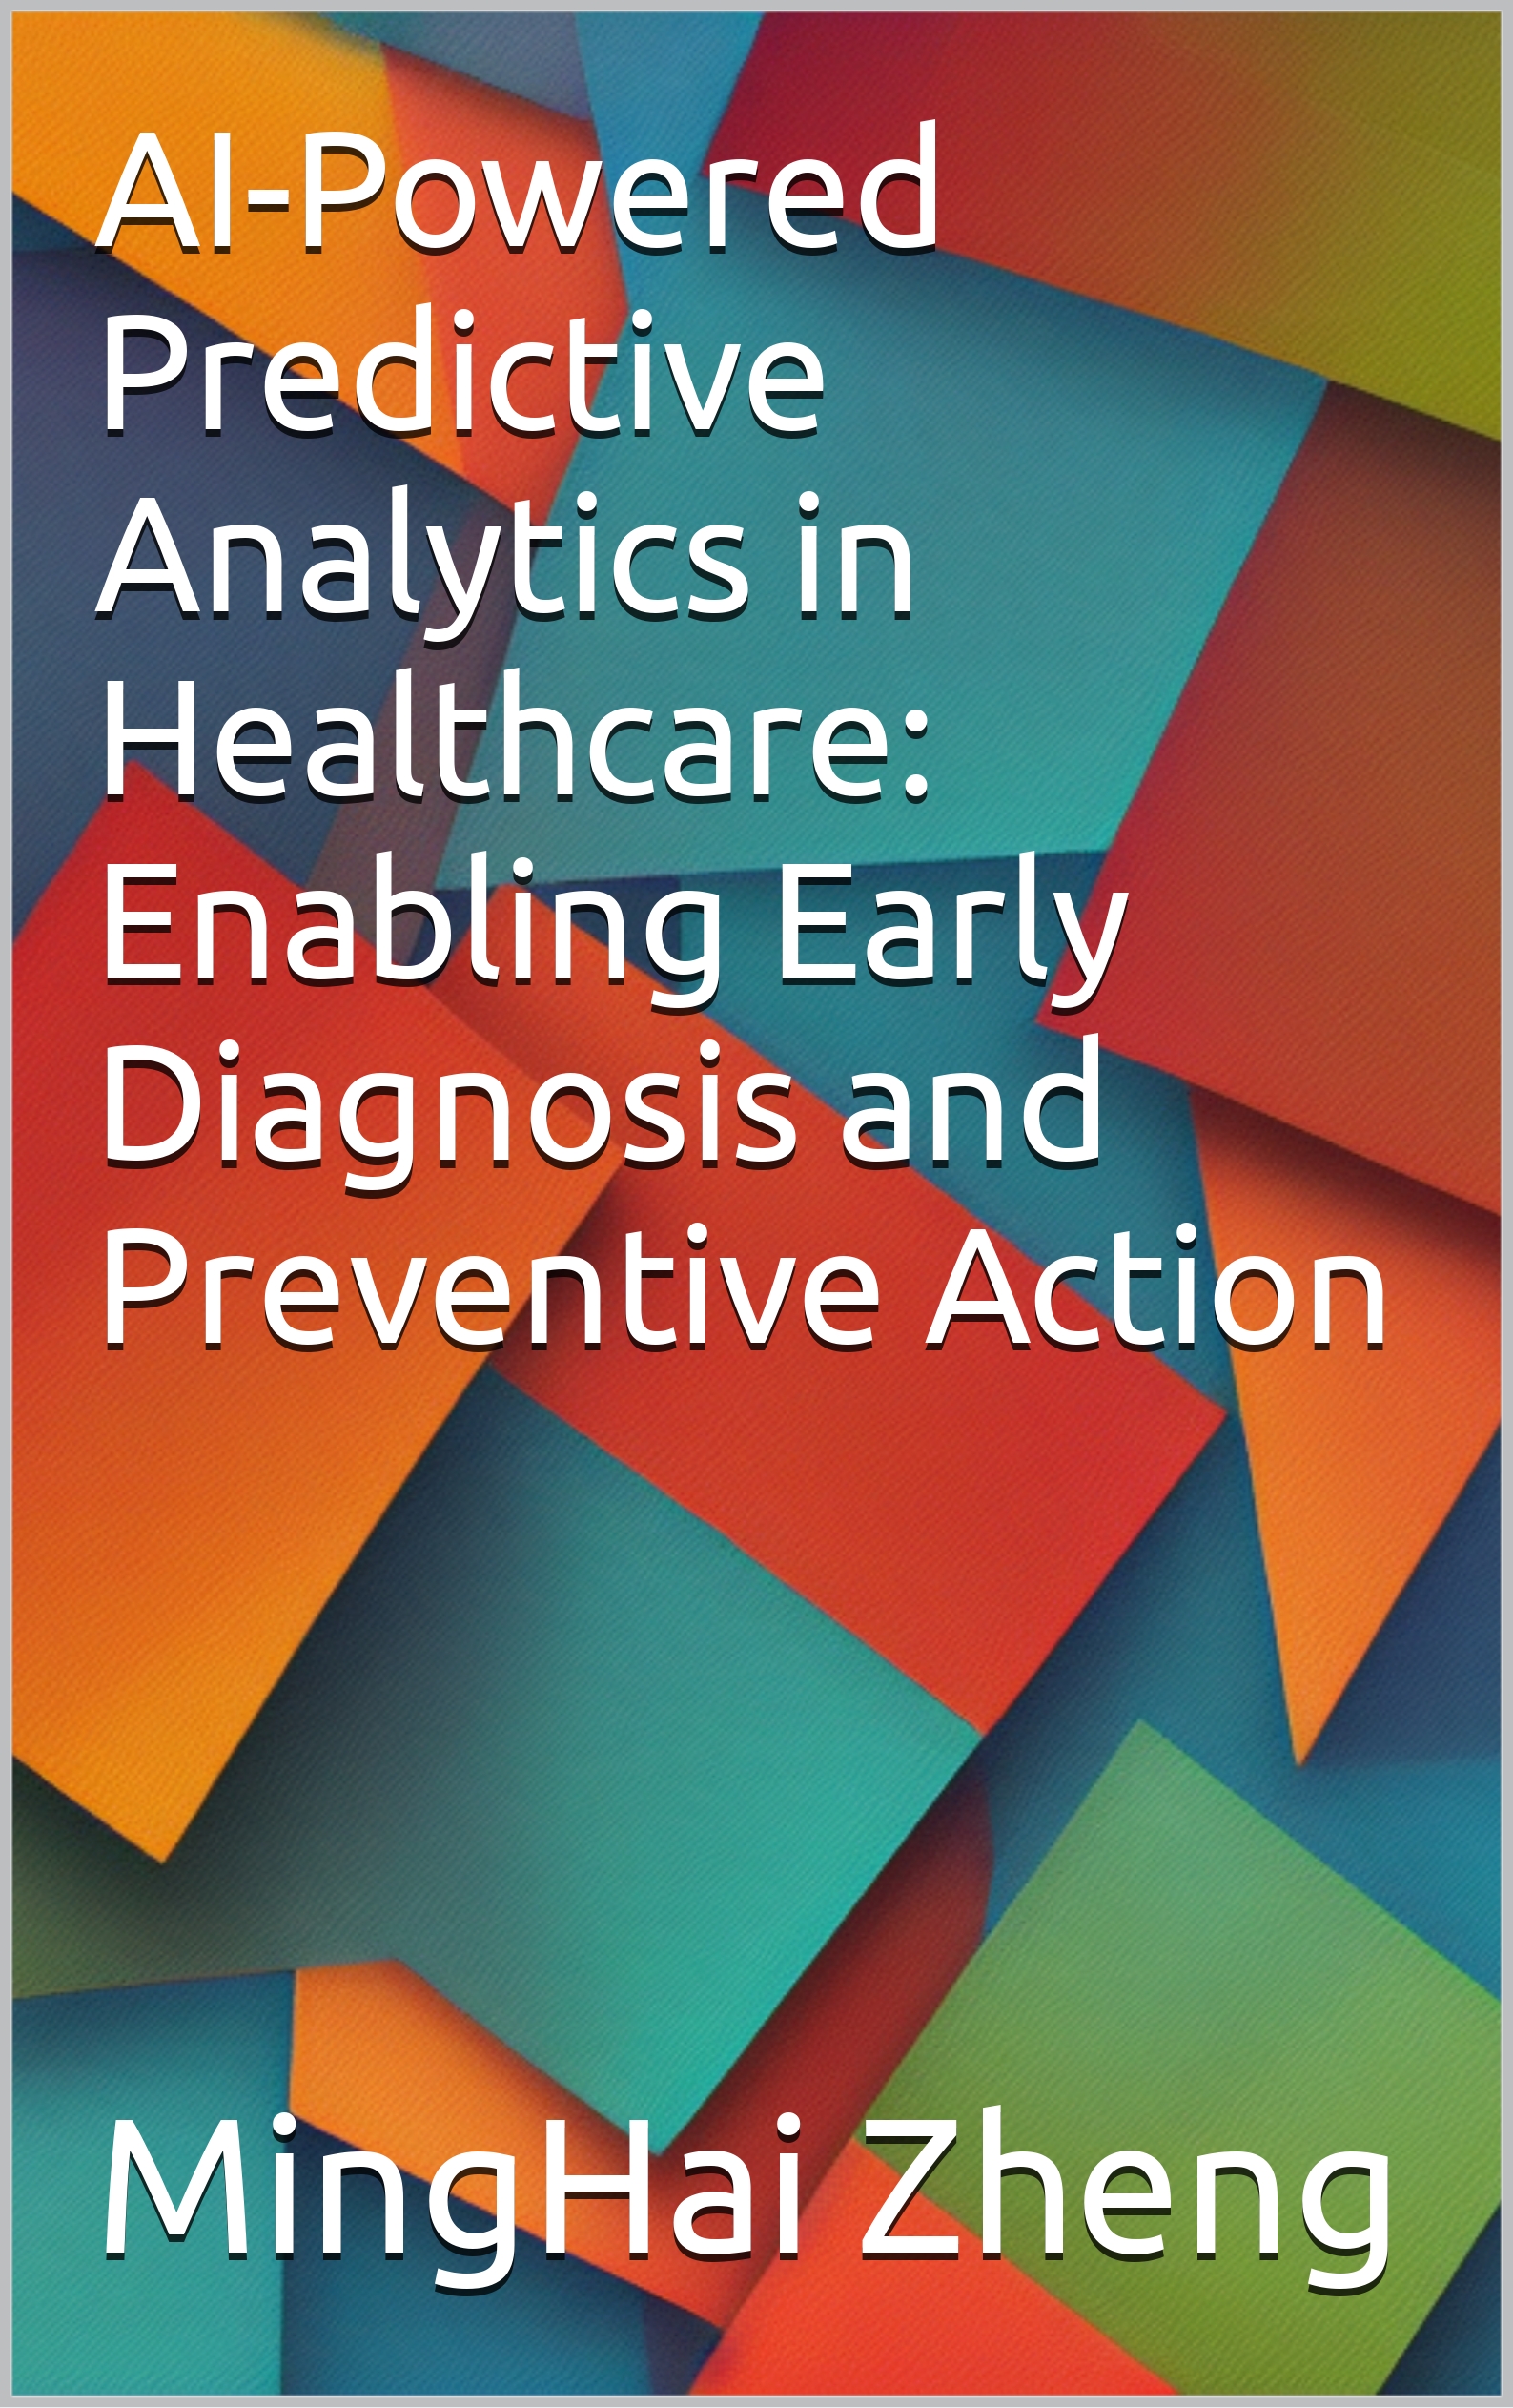 AI-Powered
Predictive
Analytics in
Healthcare:
Enabling Early
Diagnosis and
Preventive Action
MingHai Zheng